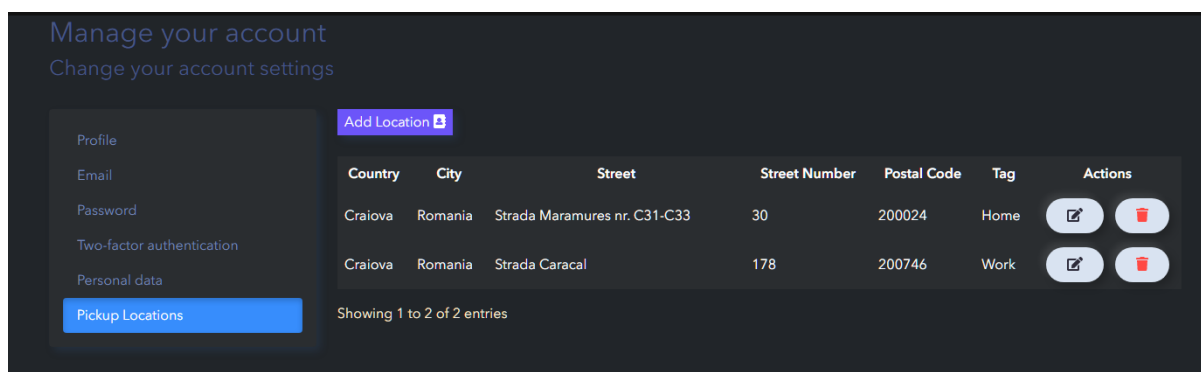 Manage your account
Change your account settings
Profile
Email
Password
Two-factor authentication
Personal data
Pickup Locations
Add Location
Country City Street Street Number Postal Code Tag Actions
Craiova Romania Strada Maramures nr. C31-C33 30 200024 Home
Craiova Romania Strada Caracal 178 200746 Work
Showing 1 to 2 of 2 entries